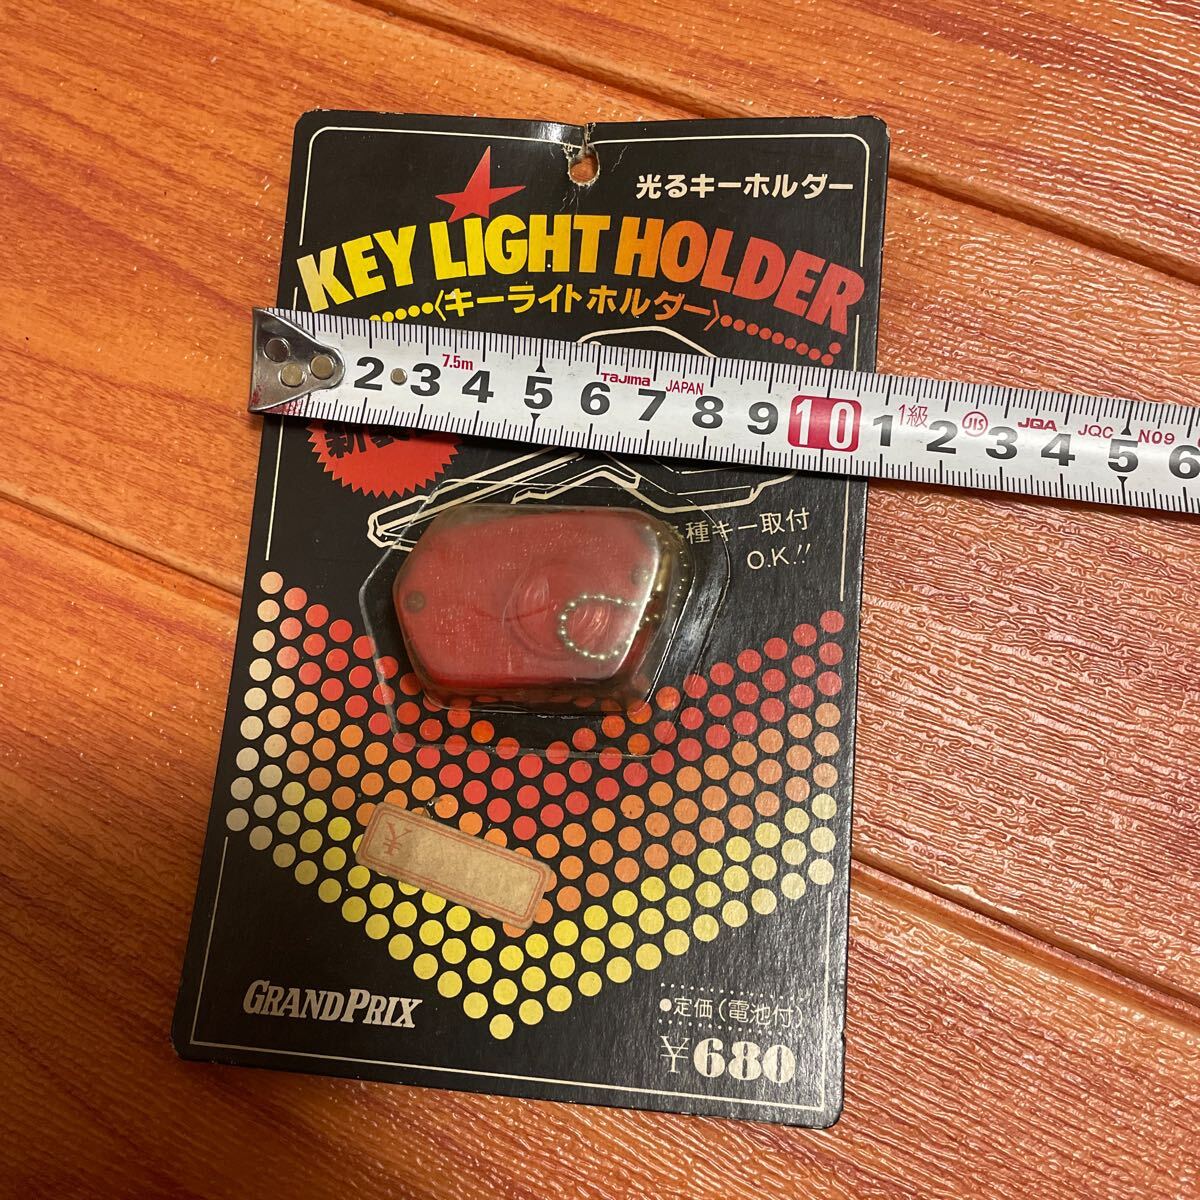 光るキーホルダー
KEY LIGHT HOLDER
〈キーライトホルダー〉
7.5m
Tajima JAPAN
1級 JIS JQA JQC N09
2 3 4 5 6 7 8 9 10 1 2 3 4 5 6
種キー取付
O.K.!!
¥
GRANDPRIX
●定価(電池付)
¥680